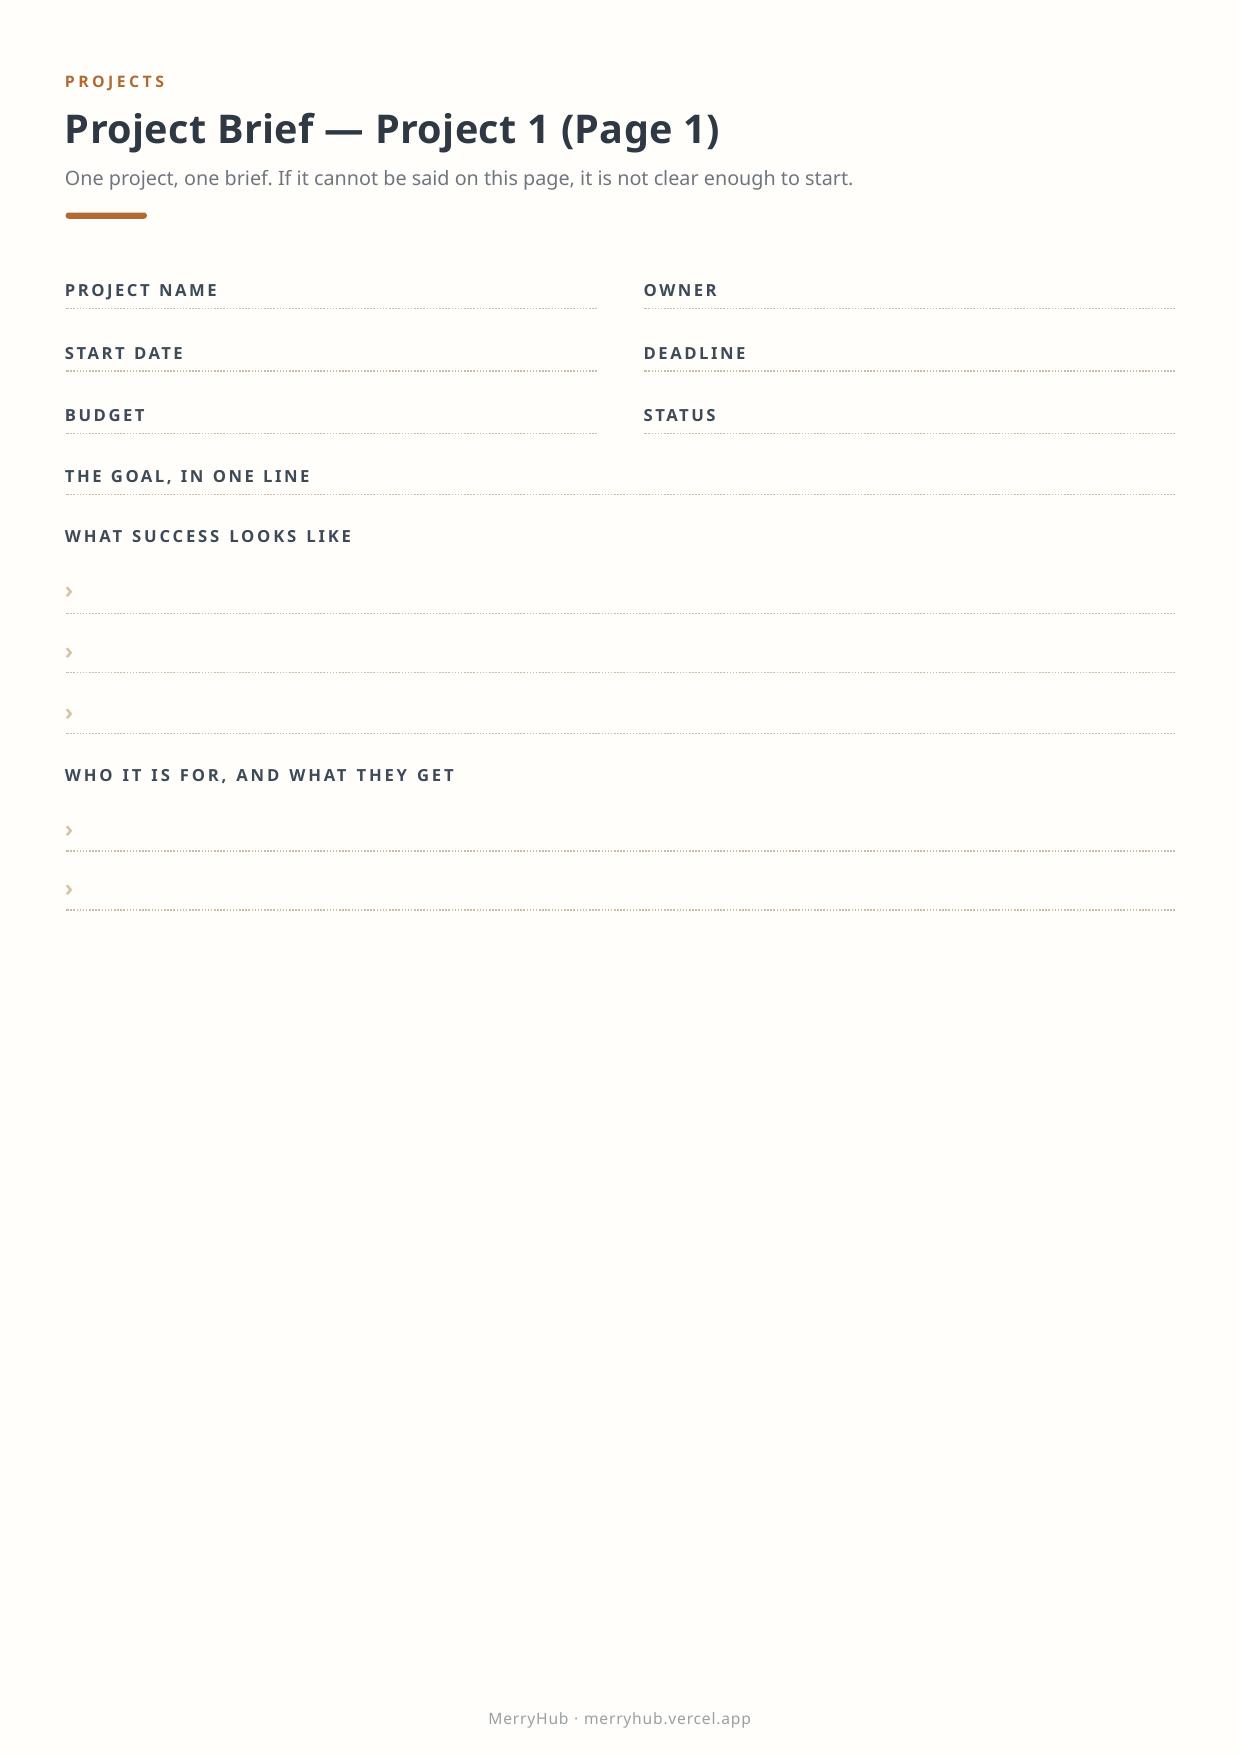 PROJECTS
Project Brief — Project 1 (Page 1)
One project, one brief. If it cannot be said on this page, it is not clear enough to start.
PROJECT NAME
OWNER
START DATE
DEADLINE
BUDGET
STATUS
THE GOAL, IN ONE LINE
WHAT SUCCESS LOOKS LIKE
›
›
›
WHO IT IS FOR, AND WHAT THEY GET
›
›
MerryHub · merryhub.vercel.app